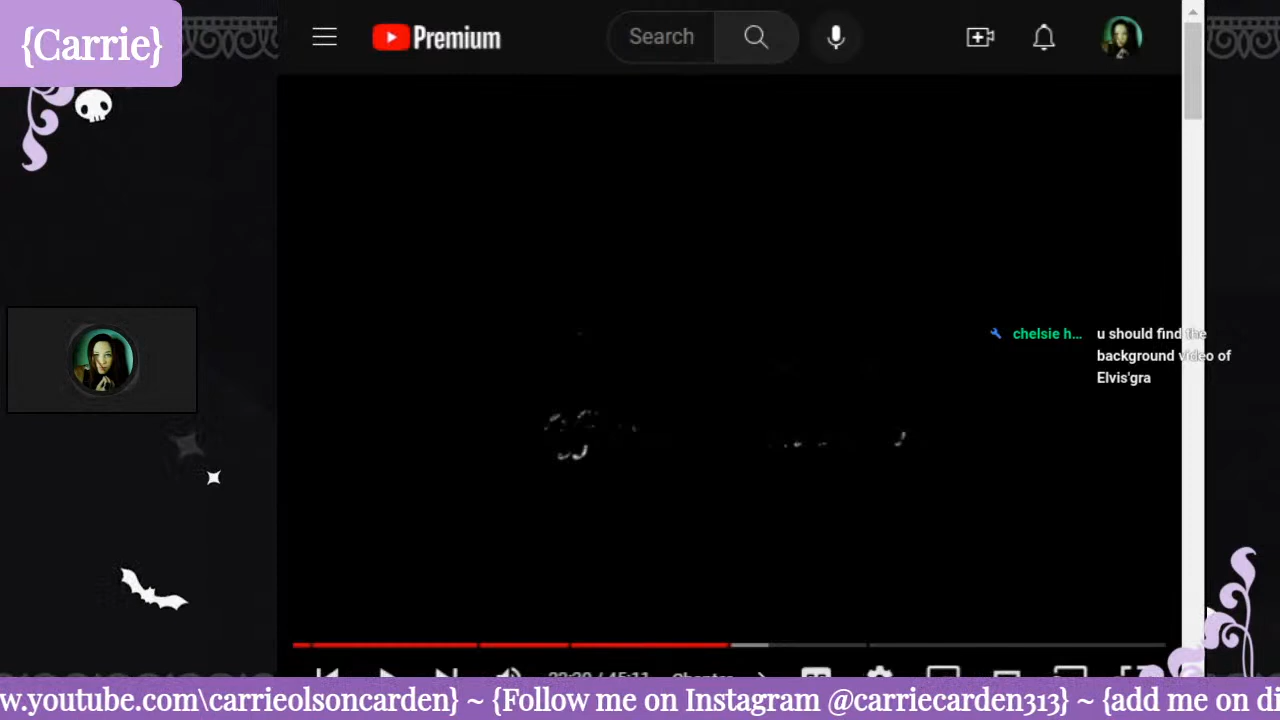 {Carrie}
Premium
Search
chelsie h... u should find the
background video of
Elvis'gra
w.youtube.com\carrieolsoncarden} ~ {Follow me on Instagram @carriecarden313} ~ {add me on di